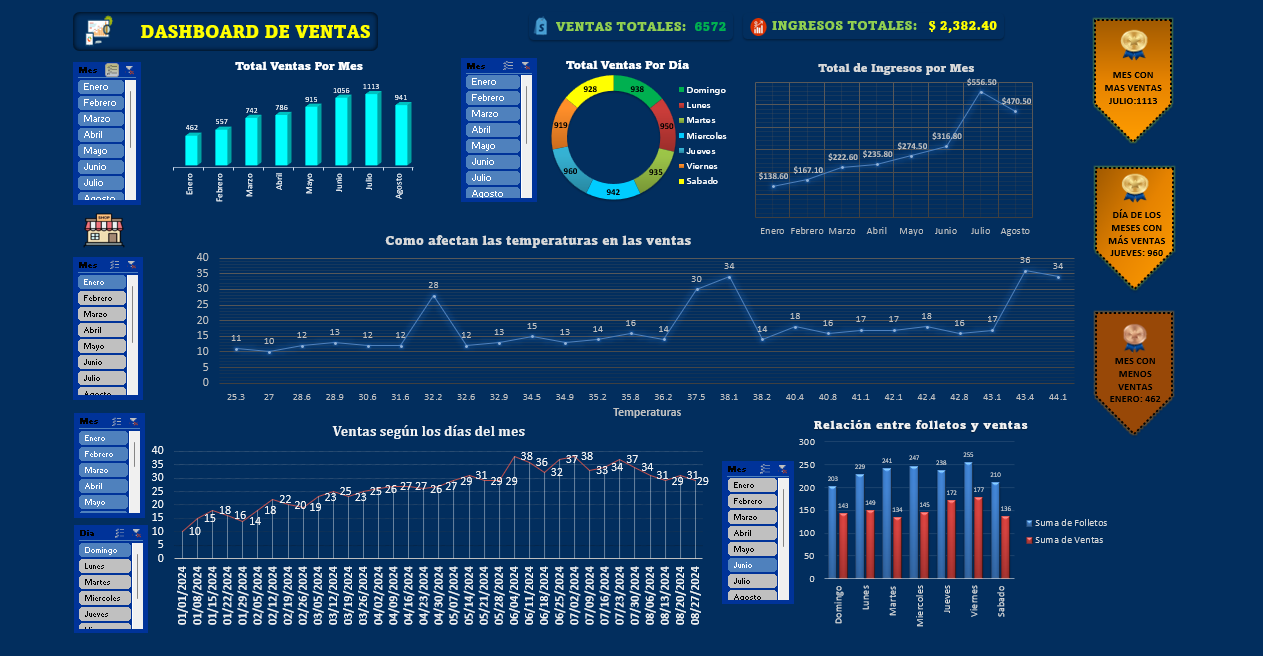 DASHBOARD DE VENTAS
VENTAS TOTALES: 6572
INGRESOS TOTALES: $ 2,382.40
Mes
Enero
Febrero
Marzo
Abril
Mayo
Junio
Julio
Agosto
Total Ventas Por Mes
462
557
742
786
915
1056
1113
941
Enero
Febrero
Marzo
Abril
Mayo
Junio
Julio
Agosto
Mes
Enero
Febrero
Marzo
Abril
Mayo
Junio
Julio
Agosto
Total Ventas Por Día
938
950
935
942
960
919
928
Domingo
Lunes
Martes
Miercoles
Jueves
Viernes
Sabado
Total de Ingresos por Mes
$138.60
$167.10
$222.60
$235.80
$274.50
$316.80
$556.50
$470.50
Enero
Febrero
Marzo
Abril
Mayo
Junio
Julio
Agosto
MES CON
MAS VENTAS
JULIO:1113
DÍA DE LOS
MESES CON
MÁS VENTAS
JUEVES: 960
MES CON
MENOS
VENTAS
ENERO: 462
SHOP
Mes
Enero
Febrero
Marzo
Abril
Mayo
Junio
Julio
Agosto
Como afectan las temperaturas en las ventas
40
35
30
25
20
15
10
5
0
11
10
12
13
12
12
28
12
13
15
13
14
16
14
30
34
14
18
16
17
17
18
16
17
36
34
25.3
27
28.6
28.9
30.6
31.6
32.2
32.6
32.9
34.5
34.9
35.2
35.8
36.2
37.5
38.1
38.2
40.4
40.8
41.1
42.1
42.4
42.8
43.1
43.4
44.1
Temperaturas
Mes
Enero
Febrero
Marzo
Abril
Mayo
Día
Domingo
Lunes
Martes
Miercoles
Jueves
Ventas según los días del mes
40
35
30
25
20
15
10
5
0
10
15
18
16
14
18
22
20
19
23
25
23
25
26
27
27
26
27
29
31
29
29
38
36
32
37
38
33
34
37
34
31
29
31
29
01/01/2024
01/08/2024
01/15/2024
01/22/2024
01/29/2024
02/05/2024
02/12/2024
02/19/2024
02/26/2024
03/05/2024
03/12/2024
03/19/2024
03/26/2024
04/02/2024
04/09/2024
04/16/2024
04/23/2024
04/30/2024
05/07/2024
05/14/2024
05/21/2024
05/28/2024
06/04/2024
06/11/2024
06/18/2024
06/25/2024
07/02/2024
07/09/2024
07/16/2024
07/23/2024
07/30/2024
08/06/2024
08/13/2024
08/20/2024
08/27/2024
Mes
Enero
Febrero
Marzo
Abril
Mayo
Junio
Julio
Agosto
Relación entre folletos y ventas
300
250
200
150
100
50
0
203
143
229
149
241
134
247
145
238
172
255
177
210
136
Domingo
Lunes
Martes
Miercoles
Jueves
Viernes
Sabado
Suma de Folletos
Suma de Ventas